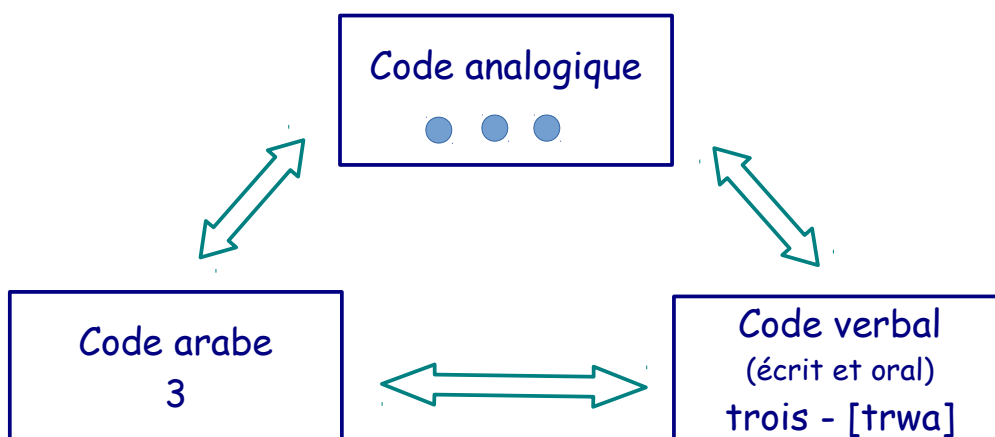 Code analogique
Code arabe
3
Code verbal
(écrit et oral)
trois - [trwa]